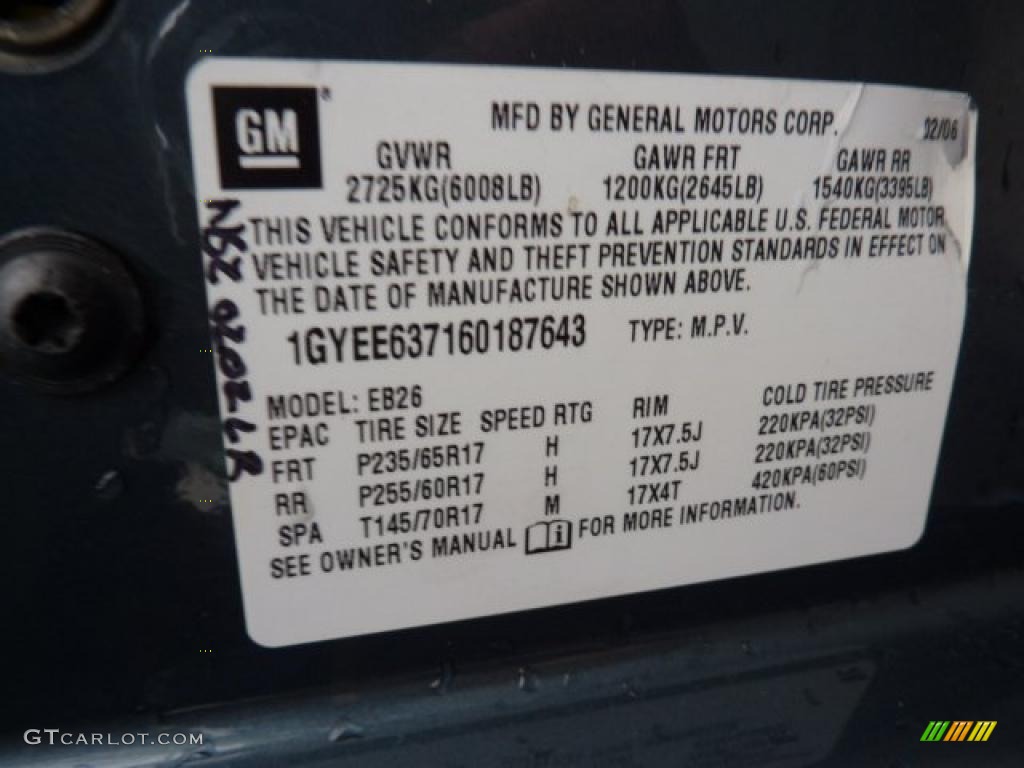 GM®
MFD BY GENERAL MOTORS CORP. 02/06
GVWR GAWR FRT GAWR RR
2725KG(6008LB) 1200KG(2645LB) 1540KG(3395LB)
THIS VEHICLE CONFORMS TO ALL APPLICABLE U.S. FEDERAL MOTOR
VEHICLE SAFETY AND THEFT PREVENTION STANDARDS IN EFFECT ON
THE DATE OF MANUFACTURE SHOWN ABOVE.
1GYEE637160187643 TYPE: M.P.V.
MODEL: EB26
EPAC TIRE SIZE SPEED RTG RIM COLD TIRE PRESSURE
FRT P235/65R17 H 17X7.5J 220KPA(32PSI)
RR P255/60R17 H 17X7.5J 220KPA(32PSI)
SPA T145/70R17 M 17X4T 420KPA(60PSI)
SEE OWNER'S MANUAL FOR MORE INFORMATION.
GTCARLOT.COM